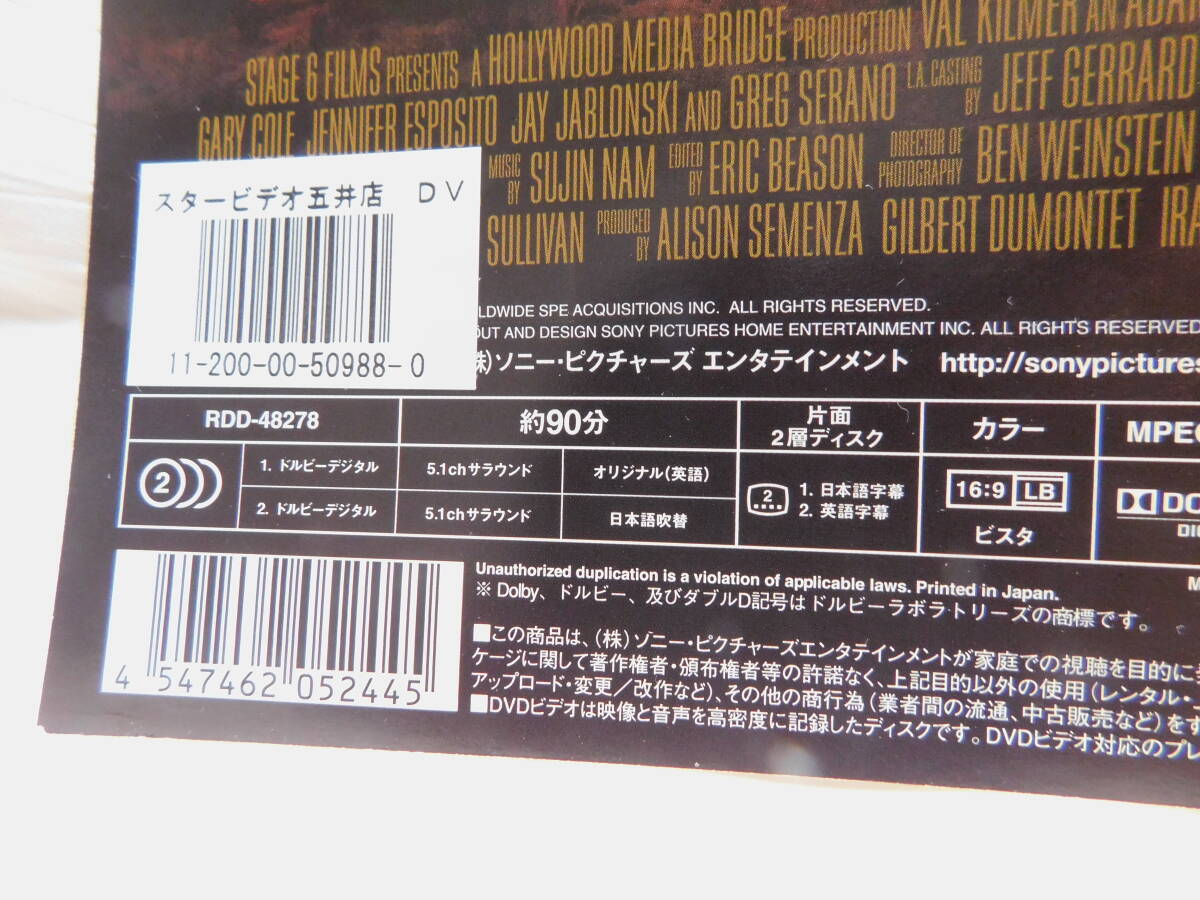 STAGE 6 FILMS PRESENTS A HOLLYWOOD MEDIA BRIDGE PRODUCTION VAL KILMER AN
GARY COLE JENNIFER ESPOSITO JAY JABLONSKI AND GREG SERANO L.A. CASTING BY JEFF GERRARD
MUSIC BY SUJIN NAM EDITED BY ERIC BEASON DIRECTOR OF PHOTOGRAPHY BEN WEINSTEIN
SULLIVAN PRODUCED BY ALISON SEMENZA GILBERT DUMONTET
スタービデオ五井店 DV
11-200-00-50988-0
SPE ACQUISITIONS INC. ALL RIGHTS RESERVED.
AND DESIGN SONY PICTURES HOME ENTERTAINMENT INC. ALL RIGHTS RESERVED
ソニー・ピクチャーズ エンタテインメント http://sonypictures
RDD-48278 約90分 片面 2層ディスク カラー
2 1. ドルビーデジタル 5.1chサラウンド オリジナル(英語)
2. ドルビーデジタル 5.1chサラウンド 日本語吹替
2 1. 日本語字幕
2. 英語字幕
16:9 LB
ビスタ
4 547462 052445
Unauthorized duplication is a violation of applicable laws. Printed in Japan.
※ Dolby、ドルビー、及びダブルD記号はドルビーラボラトリーズの商標です。
■この商品は、(株)ソニー・ピクチャーズエンタテインメントが家庭での視聴を目的に
ケージに関して著作権者・頒布権者等の許諾なく、上記目的以外の使用(レンタル・
アップロード・変更/改作など)、その他の商行為(業者間の流通、中古販売など)を
■DVDビデオは映像と音声を高密度に記録したディスクです。DVDビデオ対応のプレ